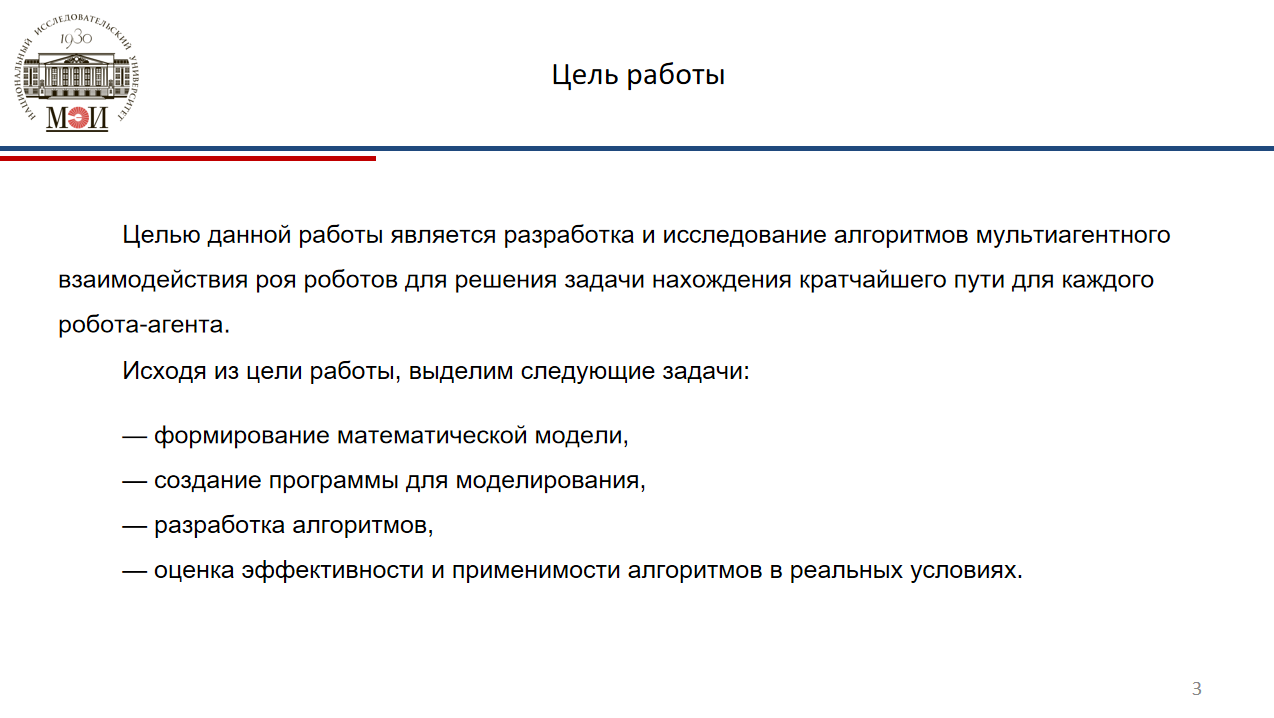 НАЦИОНАЛЬНЫЙ ИССЛЕДОВАТЕЛЬСКИЙ УНИВЕРСИТЕТ
1930
МЭИ
Цель работы
Целью данной работы является разработка и исследование алгоритмов мультиагентного
взаимодействия роя роботов для решения задачи нахождения кратчайшего пути для каждого
робота-агента.
Исходя из цели работы, выделим следующие задачи:
— формирование математической модели,
— создание программы для моделирования,
— разработка алгоритмов,
— оценка эффективности и применимости алгоритмов в реальных условиях.
3